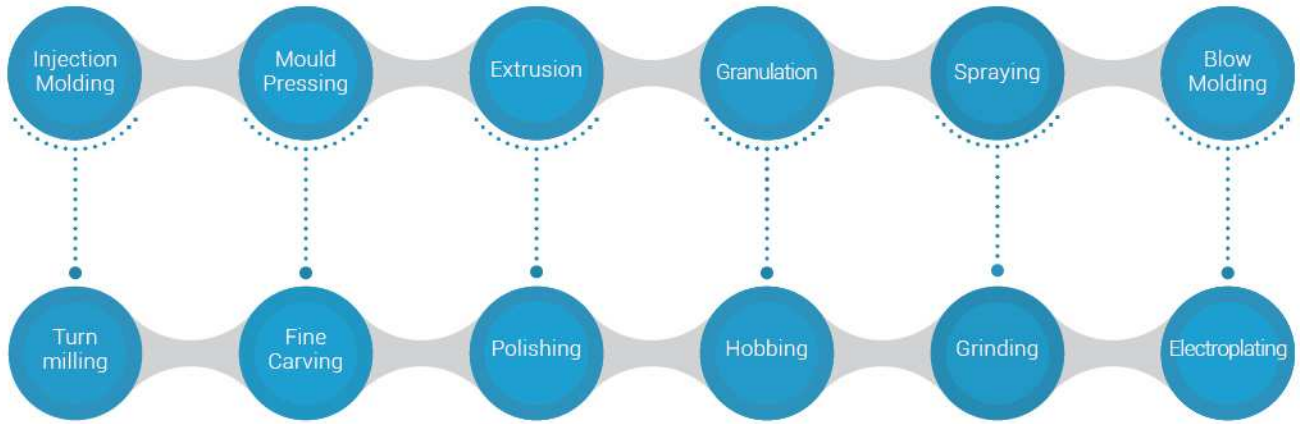 Injection
Molding
Mould
Pressing
Extrusion
Granulation
Spraying
Blow
Molding
Turn
milling
Fine
Carving
Polishing
Hobbing
Grinding
Electroplating